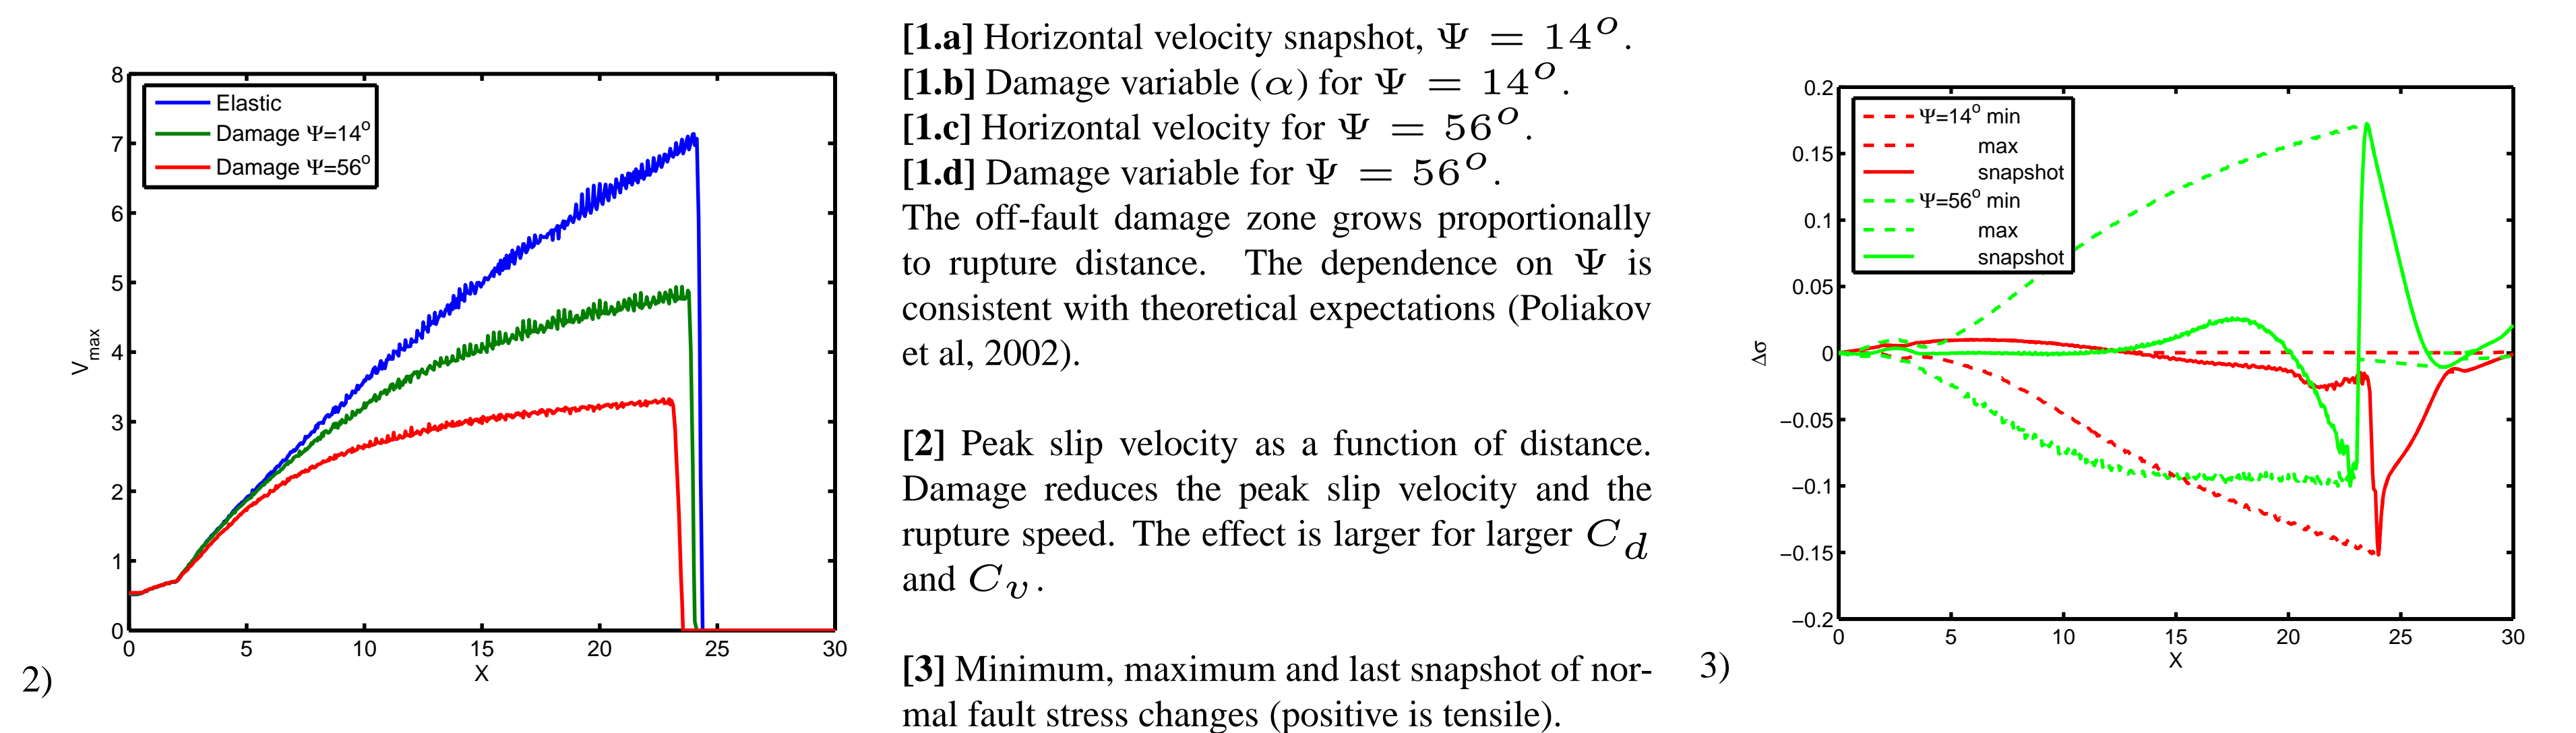 8
7
6
5
4
3
2
1
0
V_max
Elastic
Damage Ψ=14°
Damage Ψ=56°
0 5 10 15 20 25 30
X
2)
[1.a] Horizontal velocity snapshot, Ψ = 14°.
[1.b] Damage variable (α) for Ψ = 14°.
[1.c] Horizontal velocity for Ψ = 56°.
[1.d] Damage variable for Ψ = 56°.
The off-fault damage zone grows proportionally
to rupture distance. The dependence on Ψ is
consistent with theoretical expectations (Poliakov
et al, 2002).
[2] Peak slip velocity as a function of distance.
Damage reduces the peak slip velocity and the
rupture speed. The effect is larger for larger C_d
and C_v.
[3] Minimum, maximum and last snapshot of nor-
mal fault stress changes (positive is tensile).
3)
0.2
0.15
0.1
0.05
0
−0.05
−0.1
−0.15
−0.2
Δσ
Ψ=14° min
max
snapshot
Ψ=56° min
max
snapshot
0 5 10 15 20 25 30
X